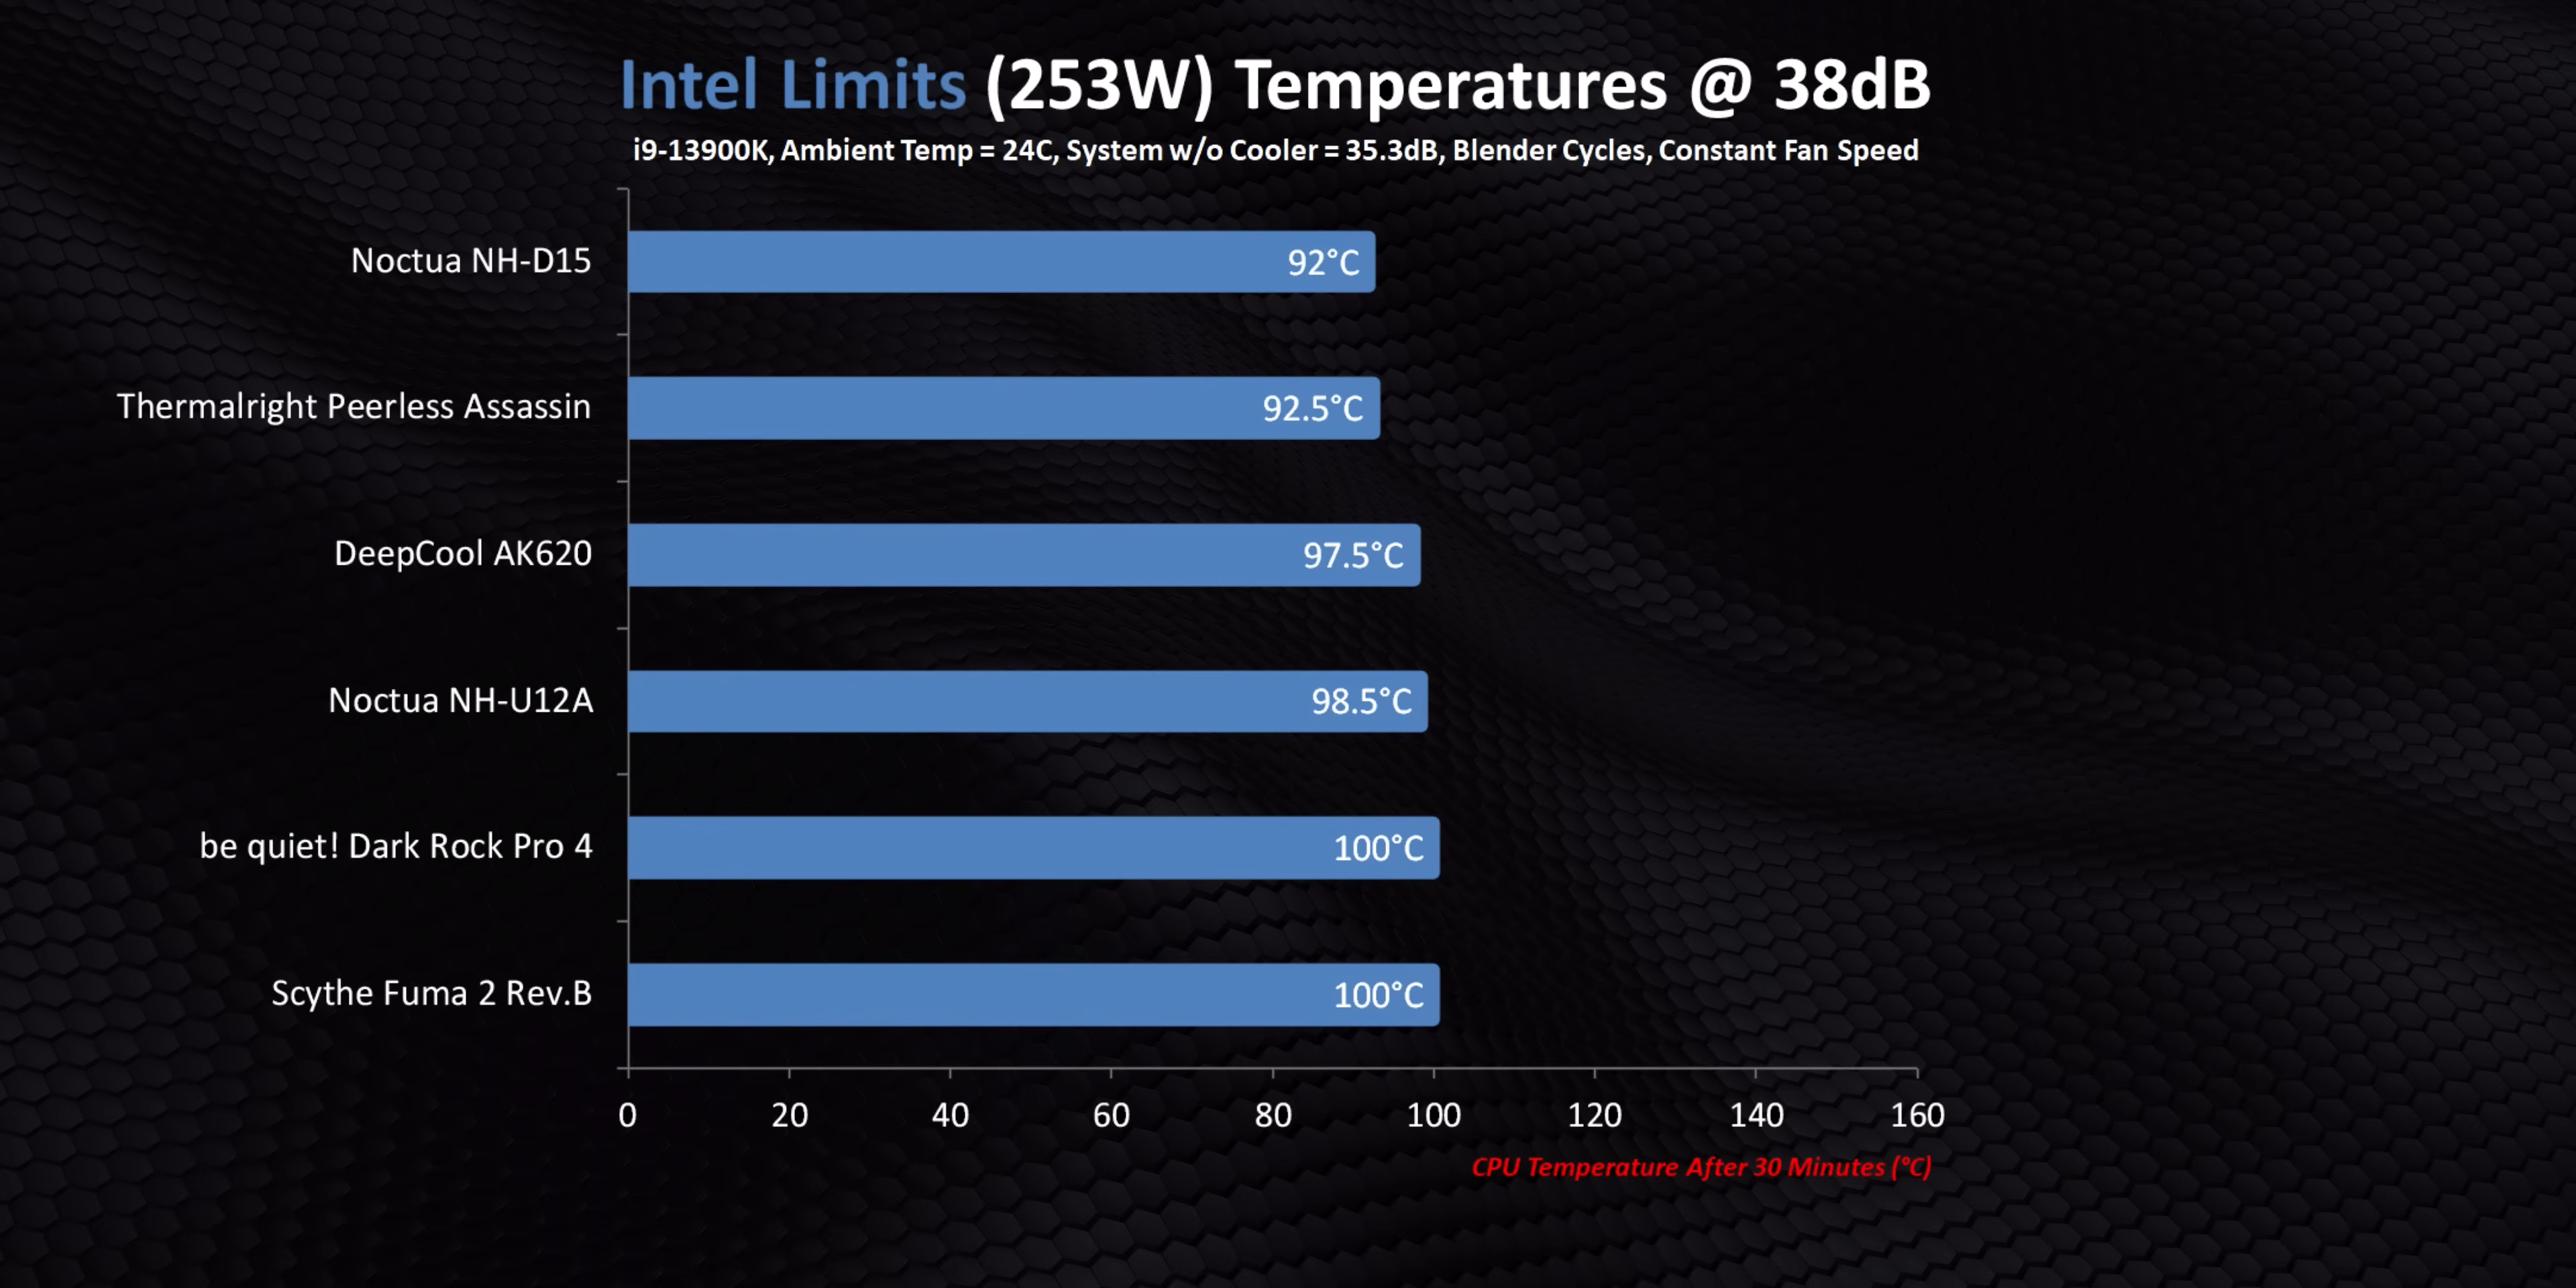 Intel Limits (253W) Temperatures @ 38dB
i9-13900K, Ambient Temp = 24C, System w/o Cooler = 35.3dB, Blender Cycles, Constant Fan Speed
Noctua NH-D15 92°C
Thermalright Peerless Assassin 92.5°C
DeepCool AK620 97.5°C
Noctua NH-U12A 98.5°C
be quiet! Dark Rock Pro 4 100°C
Scythe Fuma 2 Rev.B 100°C
0 20 40 60 80 100 120 140 160
CPU Temperature After 30 Minutes (°C)